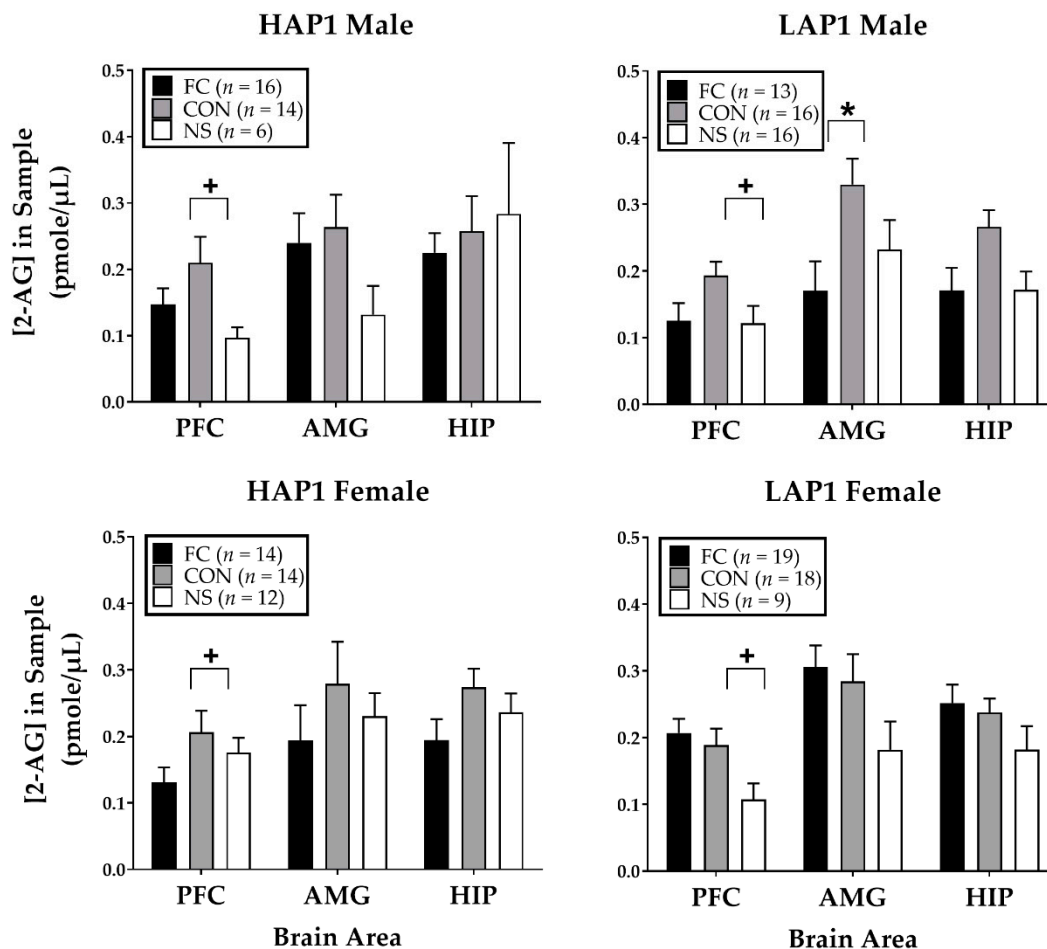 HAP1 Male
LAP1 Male
[2-AG] in Sample
(pmole/µL)
0.5
0.4
0.3
0.2
0.1
0.0
FC (n = 16)
CON (n = 14)
NS (n = 6)
+
PFC
AMG
HIP
0.5
0.4
0.3
0.2
0.1
0.0
FC (n = 13)
CON (n = 16)
NS (n = 16)
+
*
PFC
AMG
HIP
HAP1 Female
LAP1 Female
[2-AG] in Sample
(pmole/µL)
0.5
0.4
0.3
0.2
0.1
0.0
FC (n = 14)
CON (n = 14)
NS (n = 12)
+
PFC
AMG
HIP
Brain Area
0.5
0.4
0.3
0.2
0.1
0.0
FC (n = 19)
CON (n = 18)
NS (n = 9)
+
PFC
AMG
HIP
Brain Area